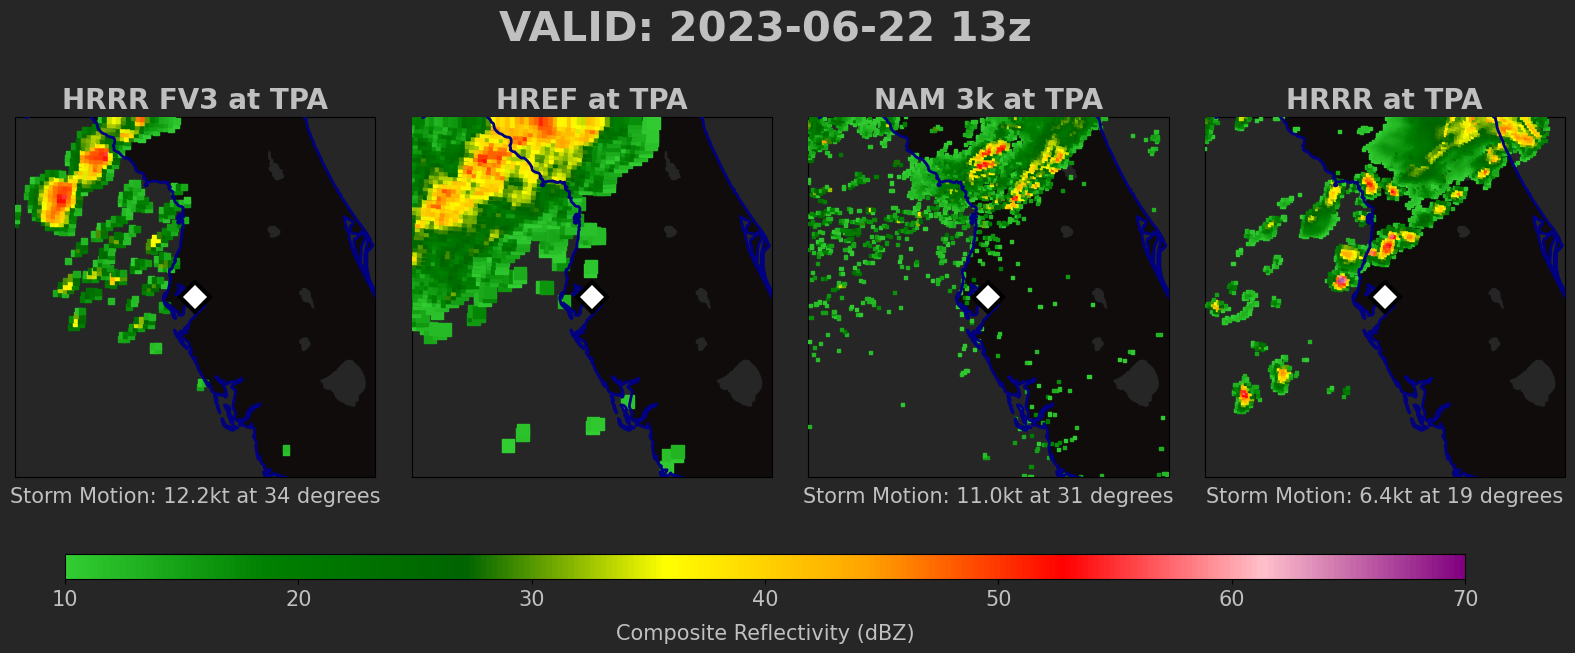 VALID: 2023-06-22 13z
HRRR FV3 at TPA
HREF at TPA
NAM 3k at TPA
HRRR at TPA
Storm Motion: 12.2kt at 34 degrees
Storm Motion: 11.0kt at 31 degrees
Storm Motion: 6.4kt at 19 degrees
10 20 30 40 50 60 70
Composite Reflectivity (dBZ)